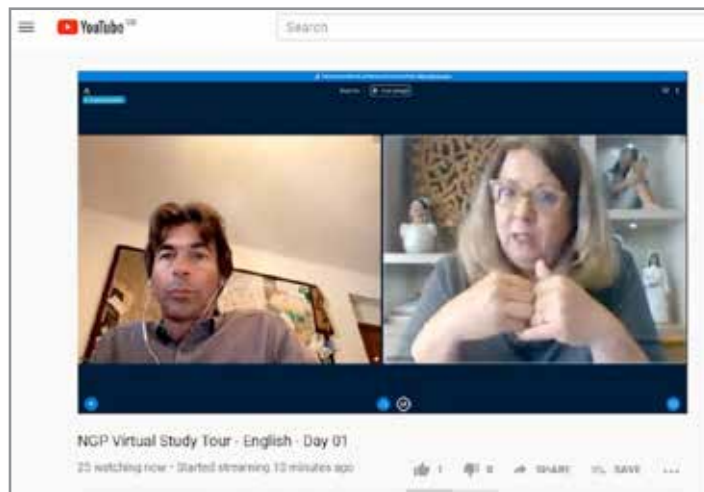 YouTube
Search
NGP Virtual Study Tour - English - Day 01
25 watching now • Started streaming 10 minutes ago
1
0
SHARE
SAVE